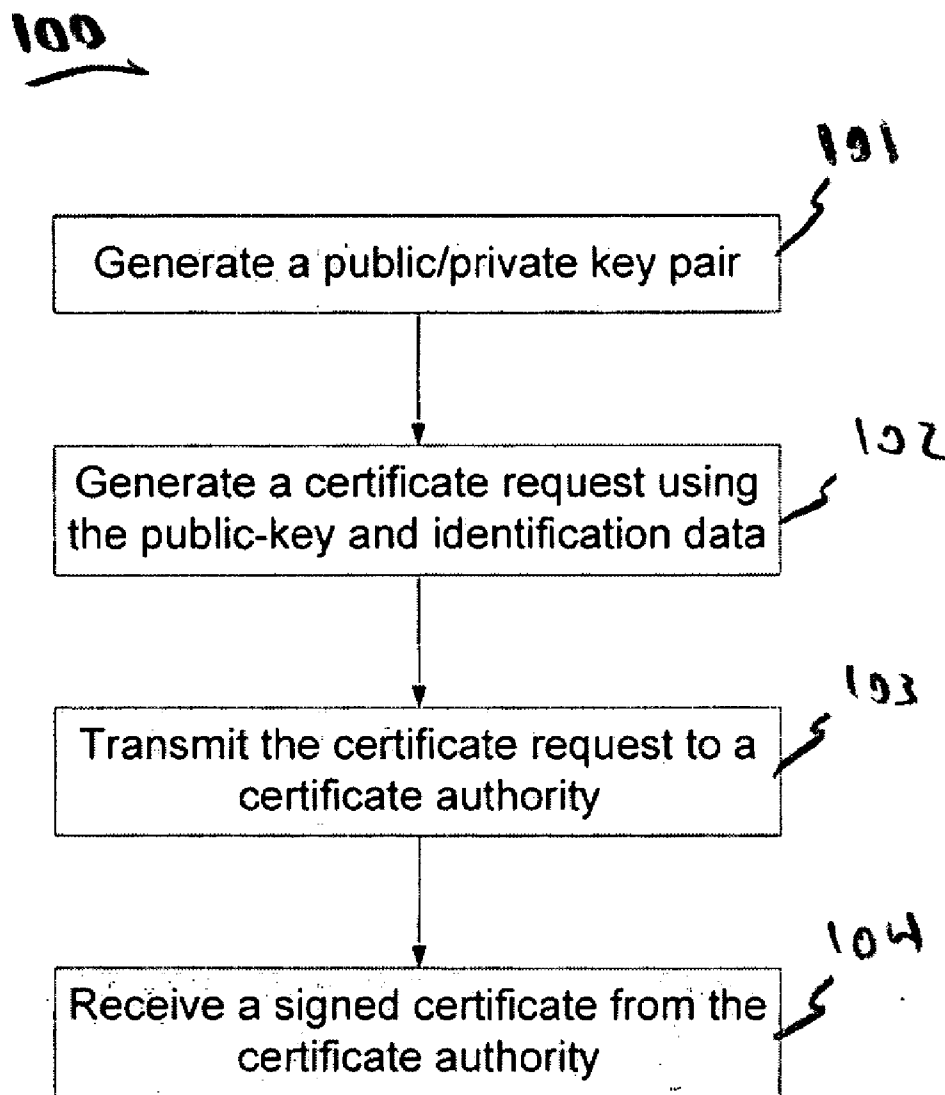 100
101
Generate a public/private key pair
102
Generate a certificate request using
the public-key and identification data
103
Transmit the certificate request to a
certificate authority
104
Receive a signed certificate from the
certificate authority